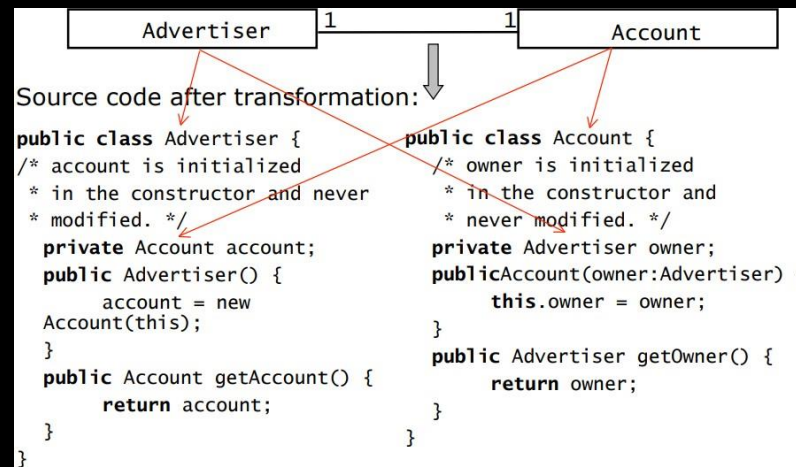 Advertiser 1 1 Account
Source code after transformation:
public class Advertiser {
/* account is initialized
* in the constructor and never
* modified. */
private Account account;
public Advertiser() {
account = new
Account(this);
}
public Account getAccount() {
return account;
}
}
public class Account {
/* owner is initialized
* in the constructor and
* never modified. */
private Advertiser owner;
publicAccount(owner:Advertiser)
this.owner = owner;
}
public Advertiser getOwner() {
return owner;
}
}